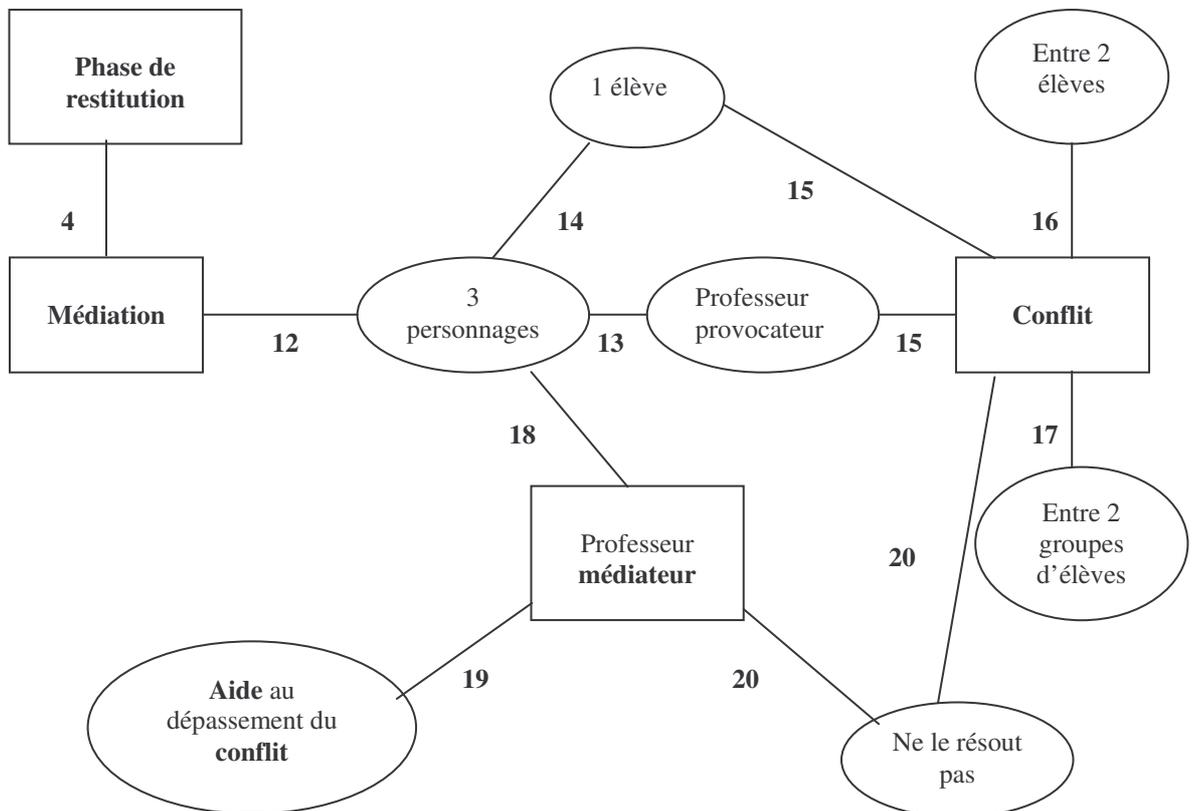 Phase de
restitution
1 élève
Entre 2
élèves
4
14
15
16
Médiation
12
3
personnages
13
Professeur
provocateur
15
Conflit
18
17
Professeur
médiateur
20
Entre 2
groupes
d’élèves
19
20
Aide au
dépassement du
conflit
Ne le résout
pas